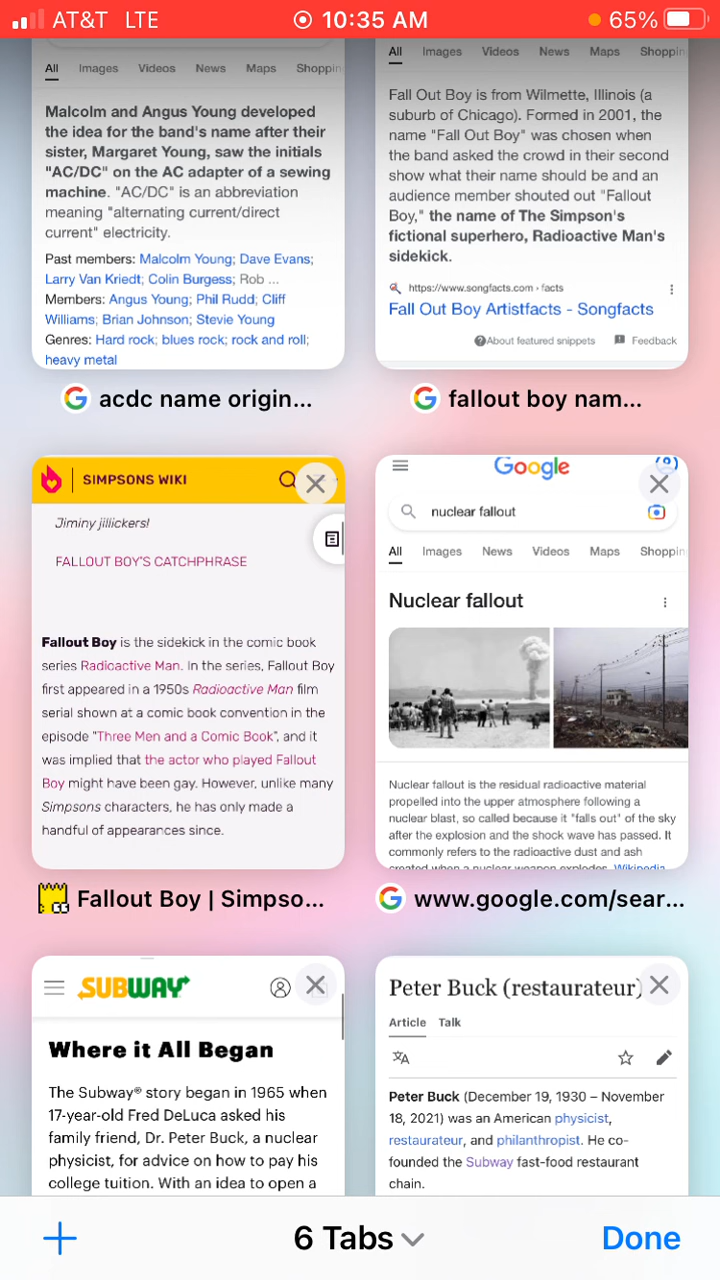 AT&T LTE 10:35 AM 65%
All Images Videos News Maps Shoppin
Malcolm and Angus Young developed
the idea for the band's name after their
sister, Margaret Young, saw the initials
"AC/DC" on the AC adapter of a sewing
machine. "AC/DC" is an abbreviation
meaning "alternating current/direct
current" electricity.
Past members: Malcolm Young; Dave Evans;
Larry Van Kriedt; Colin Burgess; Rob ...
Members: Angus Young; Phil Rudd; Cliff
Williams; Brian Johnson; Stevie Young
Genres: Hard rock; blues rock; rock and roll;
heavy metal
acdc name origin...
All Images Videos News Maps Shoppin
Fall Out Boy is from Wilmette, Illinois (a
suburb of Chicago). Formed in 2001, the
name "Fall Out Boy" was chosen when
the band asked the crowd in their second
show what their name should be and an
audience member shouted out "Fallout
Boy," the name of The Simpson's
fictional superhero, Radioactive Man's
sidekick.
https://www.songfacts.com › facts
Fall Out Boy Artistfacts - Songfacts
About featured snippets Feedback
fallout boy nam...
SIMPSONS WIKI
Jiminy jillickers!
FALLOUT BOY'S CATCHPHRASE
Fallout Boy is the sidekick in the comic book
series Radioactive Man. In the series, Fallout Boy
first appeared in a 1950s Radioactive Man film
serial shown at a comic book convention in the
episode "Three Men and a Comic Book", and it
was implied that the actor who played Fallout
Boy might have been gay. However, unlike many
Simpsons characters, he has only made a
handful of appearances since.
Fallout Boy | Simpso...
Google
nuclear fallout
All Images News Videos Maps Shoppin
Nuclear fallout
Nuclear fallout is the residual radioactive material
propelled into the upper atmosphere following a
nuclear blast, so called because it "falls out" of the sky
after the explosion and the shock wave has passed. It
commonly refers to the radioactive dust and ash
created when a nuclear weapon explodes. Wikipedia
www.google.com/sear...
SUBWAY
Where it All Began
The Subway® story began in 1965 when
17-year-old Fred DeLuca asked his
family friend, Dr. Peter Buck, a nuclear
physicist, for advice on how to pay his
college tuition. With an idea to open a
Peter Buck (restaurateur)
Article Talk
Peter Buck (December 19, 1930 – November
18, 2021) was an American physicist,
restaurateur, and philanthropist. He co-
founded the Subway fast-food restaurant
chain.
6 Tabs
Done